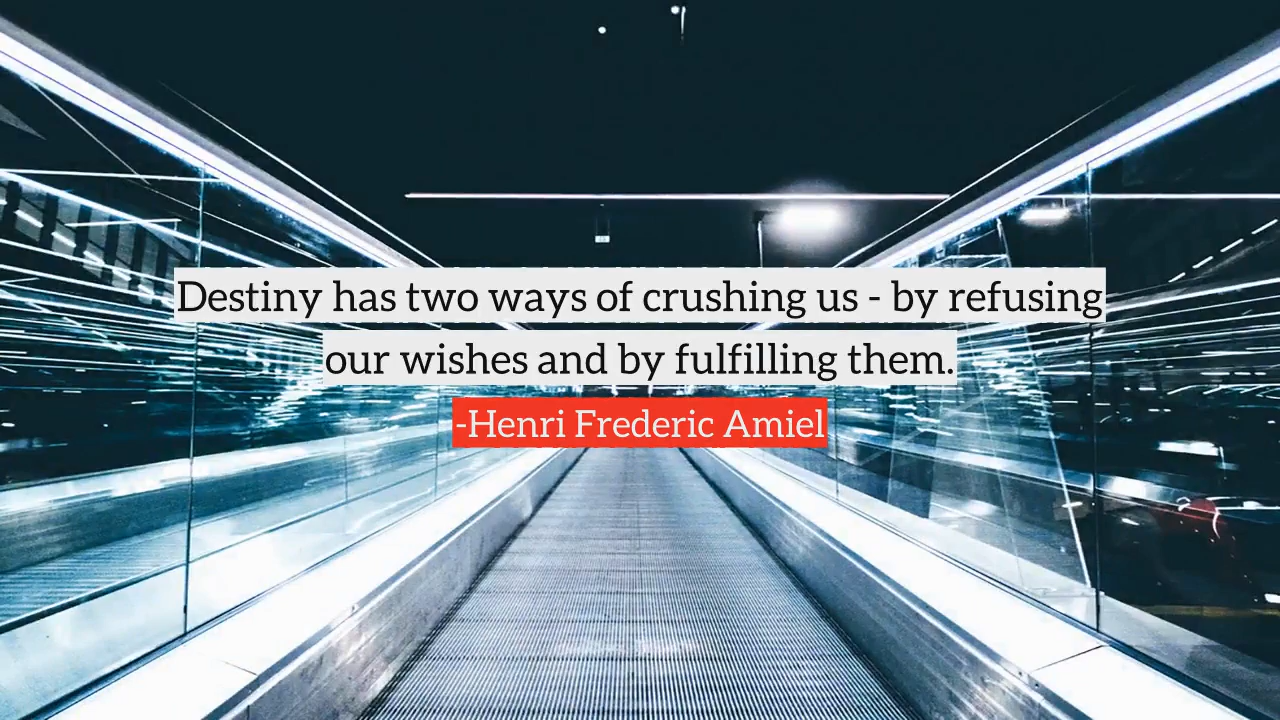 Destiny has two ways of crushing us - by refusing
our wishes and by fulfilling them.
-Henri Frederic Amiel